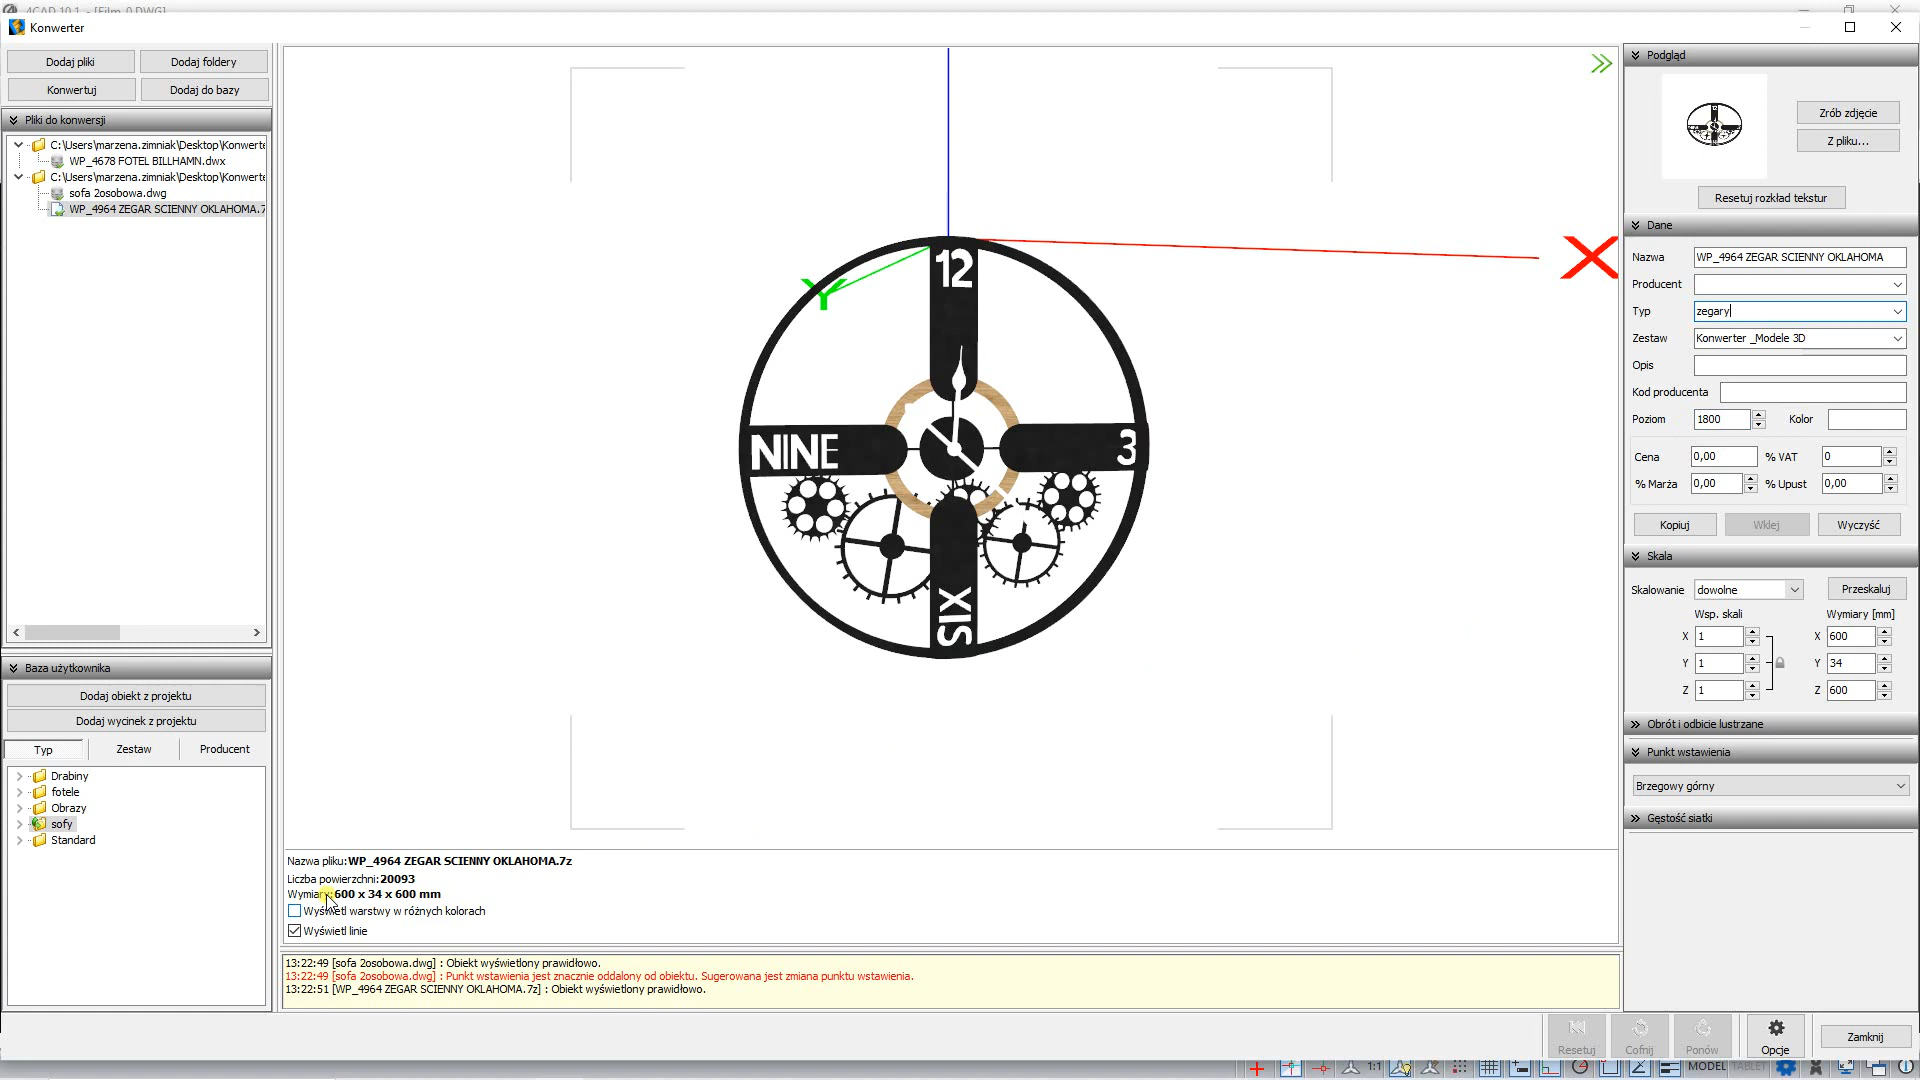 4CAD 10.1 - [Film_0.DWG]
Konwerter
Dodaj pliki
Dodaj foldery
Konwertuj
Dodaj do bazy
Pliki do konwersji
C:\Users\marzena.zimniak\Desktop\Konwerte
WP_4678 FOTEL BILLHAMN.dwx
C:\Users\marzena.zimniak\Desktop\Konwerte
sofa 2osobowa.dwg
WP_4964 ZEGAR SCIENNY OKLAHOMA.7
Baza użytkownika
Dodaj obiekt z projektu
Dodaj wycinek z projektu
Typ
Zestaw
Producent
Drabiny
fotele
Obrazy
sofy
Standard
X
Y
12
NINE
3
SIX
Nazwa pliku: WP_4964 ZEGAR SCIENNY OKLAHOMA.7z
Liczba powierzchni: 20093
Wymiary: 600 x 34 x 600 mm
Wyświetl warstwy w różnych kolorach
Wyświetl linie
13:22:49 [sofa 2osobowa.dwg] : Obiekt wyświetlony prawidłowo.
13:22:49 [sofa 2osobowa.dwg] : Punkt wstawienia jest znacznie oddalony od obiektu. Sugerowana jest zmiana punktu wstawienia.
13:22:51 [WP_4964 ZEGAR SCIENNY OKLAHOMA.7z] : Obiekt wyświetlony prawidłowo.
Podgląd
Zrób zdjęcie
Z pliku...
Resetuj rozkład tekstur
Dane
Nazwa WP_4964 ZEGAR SCIENNY OKLAHOMA
Producent
Typ zegary
Zestaw Konwerter _Modele 3D
Opis
Kod producenta
Poziom 1800 Kolor
Cena 0,00 % VAT 0
% Marża 0,00 % Upust 0,00
Kopiuj Wklej Wyczyść
Skala
Skalowanie dowolne Przeskaluj
Wsp. skali Wymiary [mm]
X 1 X 600
Y 1 Y 34
Z 1 Z 600
Obrót i odbicie lustrzane
Punkt wstawienia
Brzegowy górny
Gęstość siatki
Resetuj Cofnij Ponów Opcje Zamknij
1:1 MODEL TABLET